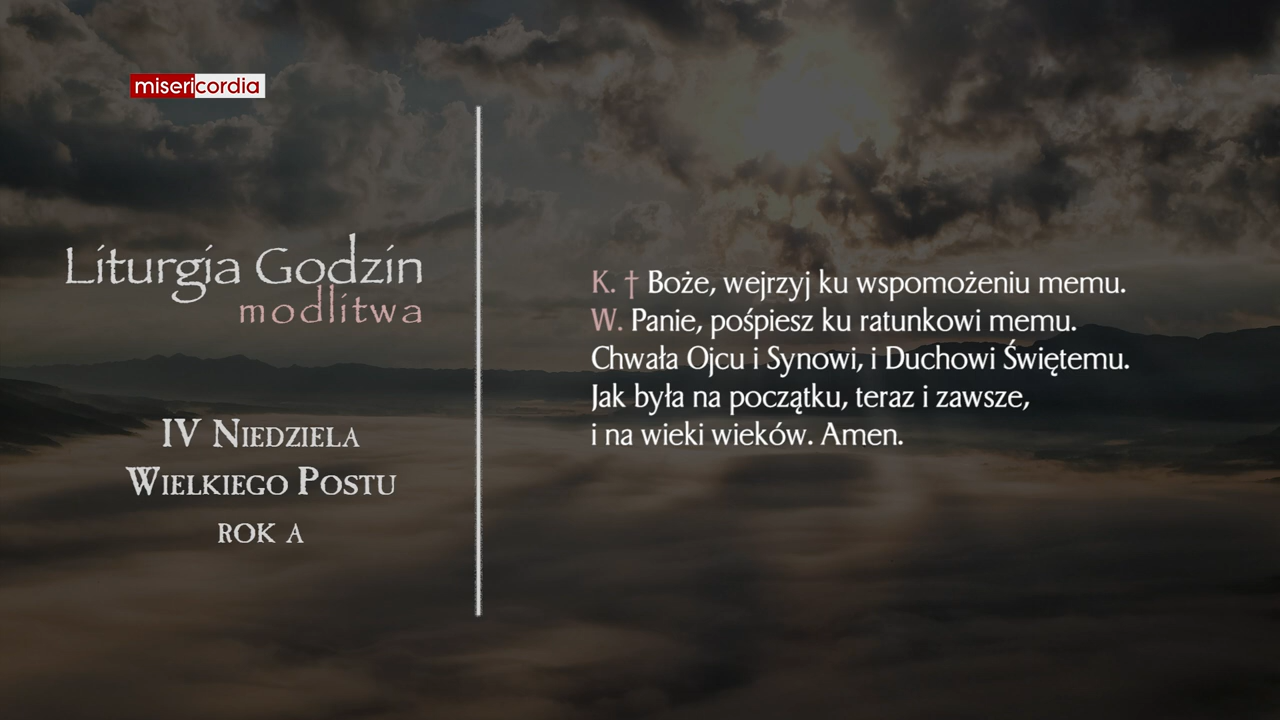 misericordia
Liturgia Godzin
modlitwa
IV Niedziela
Wielkiego Postu
rok A
K. † Boże, wejrzyj ku wspomożeniu memu.
W. Panie, pośpiesz ku ratunkowi memu.
Chwała Ojcu i Synowi, i Duchowi Świętemu.
Jak była na początku, teraz i zawsze,
i na wieki wieków. Amen.